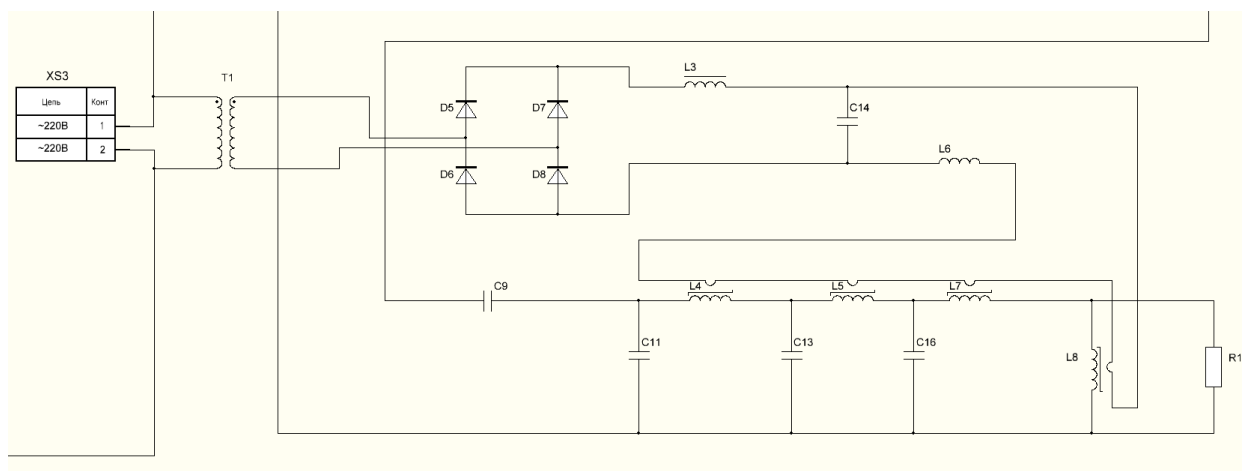 XS3
Цепь Конт
~220В 1
~220В 2
T1
D5
D7
D6
D8
L3
C14
L6
C9
L4
L5
L7
C11
C13
C16
L8
R1